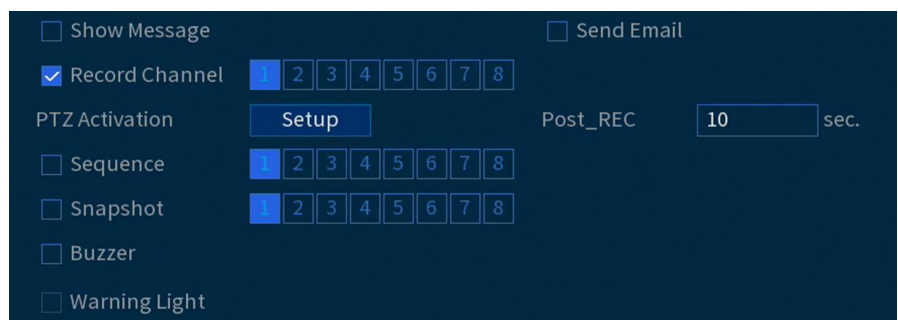 Show Message Send Email
Record Channel 1 2 3 4 5 6 7 8
PTZ Activation Setup Post_REC 10 sec.
Sequence 1 2 3 4 5 6 7 8
Snapshot 1 2 3 4 5 6 7 8
Buzzer
Warning Light